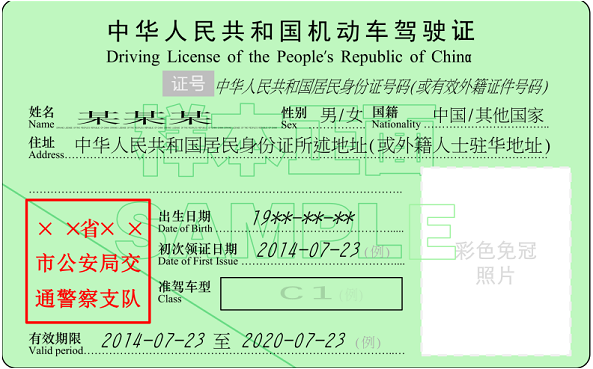 中华人民共和国机动车驾驶证
Driving License of the People's Republic of China
证号 中华人民共和国居民身份证号码(或有效外籍证件号码)
姓名 某某某 性别 男/女 国籍 中国/其他国家
Name Sex Nationality
住址 中华人民共和国居民身份证所述地址(或外籍人士驻华地址)
Address
样本正面
SAMPLE
出生日期 19**-**-**
Date of Birth
初次领证日期 2014-07-23 (例)
Date of First Issue
准驾车型 C1 (例)
Class
× ×省× ×
市公安局交
通警察支队
彩色免冠
照片
有效期限 2014-07-23 至 2020-07-23 (例)
Valid period